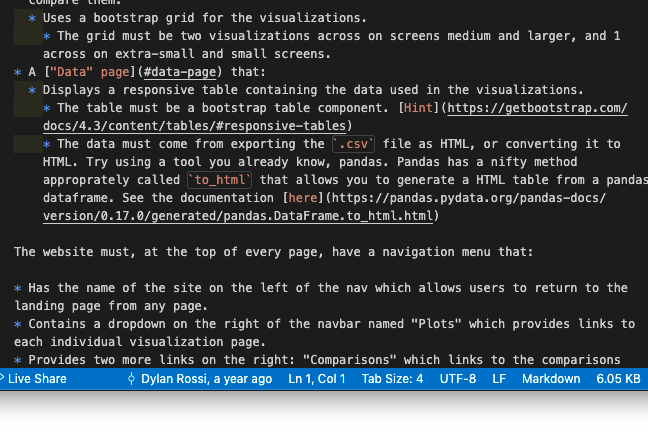 Compare them.
* Uses a bootstrap grid for the visualizations.
* The grid must be two visualizations across on screens medium and larger, and 1
across on extra-small and small screens.
* A ["Data" page](#data-page) that:
* Displays a responsive table containing the data used in the visualizations.
* The table must be a bootstrap table component. [Hint](https://getbootstrap.com/
docs/4.3/content/tables/#responsive-tables)
* The data must come from exporting the `.csv` file as HTML, or converting it to
HTML. Try using a tool you already know, pandas. Pandas has a nifty method
approprately called `to_html` that allows you to generate a HTML table from a pandas
dataframe. See the documentation [here](https://pandas.pydata.org/pandas-docs/
version/0.17.0/generated/pandas.DataFrame.to_html.html)
The website must, at the top of every page, have a navigation menu that:
* Has the name of the site on the left of the nav which allows users to return to the
landing page from any page.
* Contains a dropdown on the right of the navbar named "Plots" which provides links to
each individual visualization page.
* Provides two more links on the right: "Comparisons" which links to the comparisons
Live Share Dylan Rossi, a year ago Ln 1, Col 1 Tab Size: 4 UTF-8 LF Markdown 6.05 KB